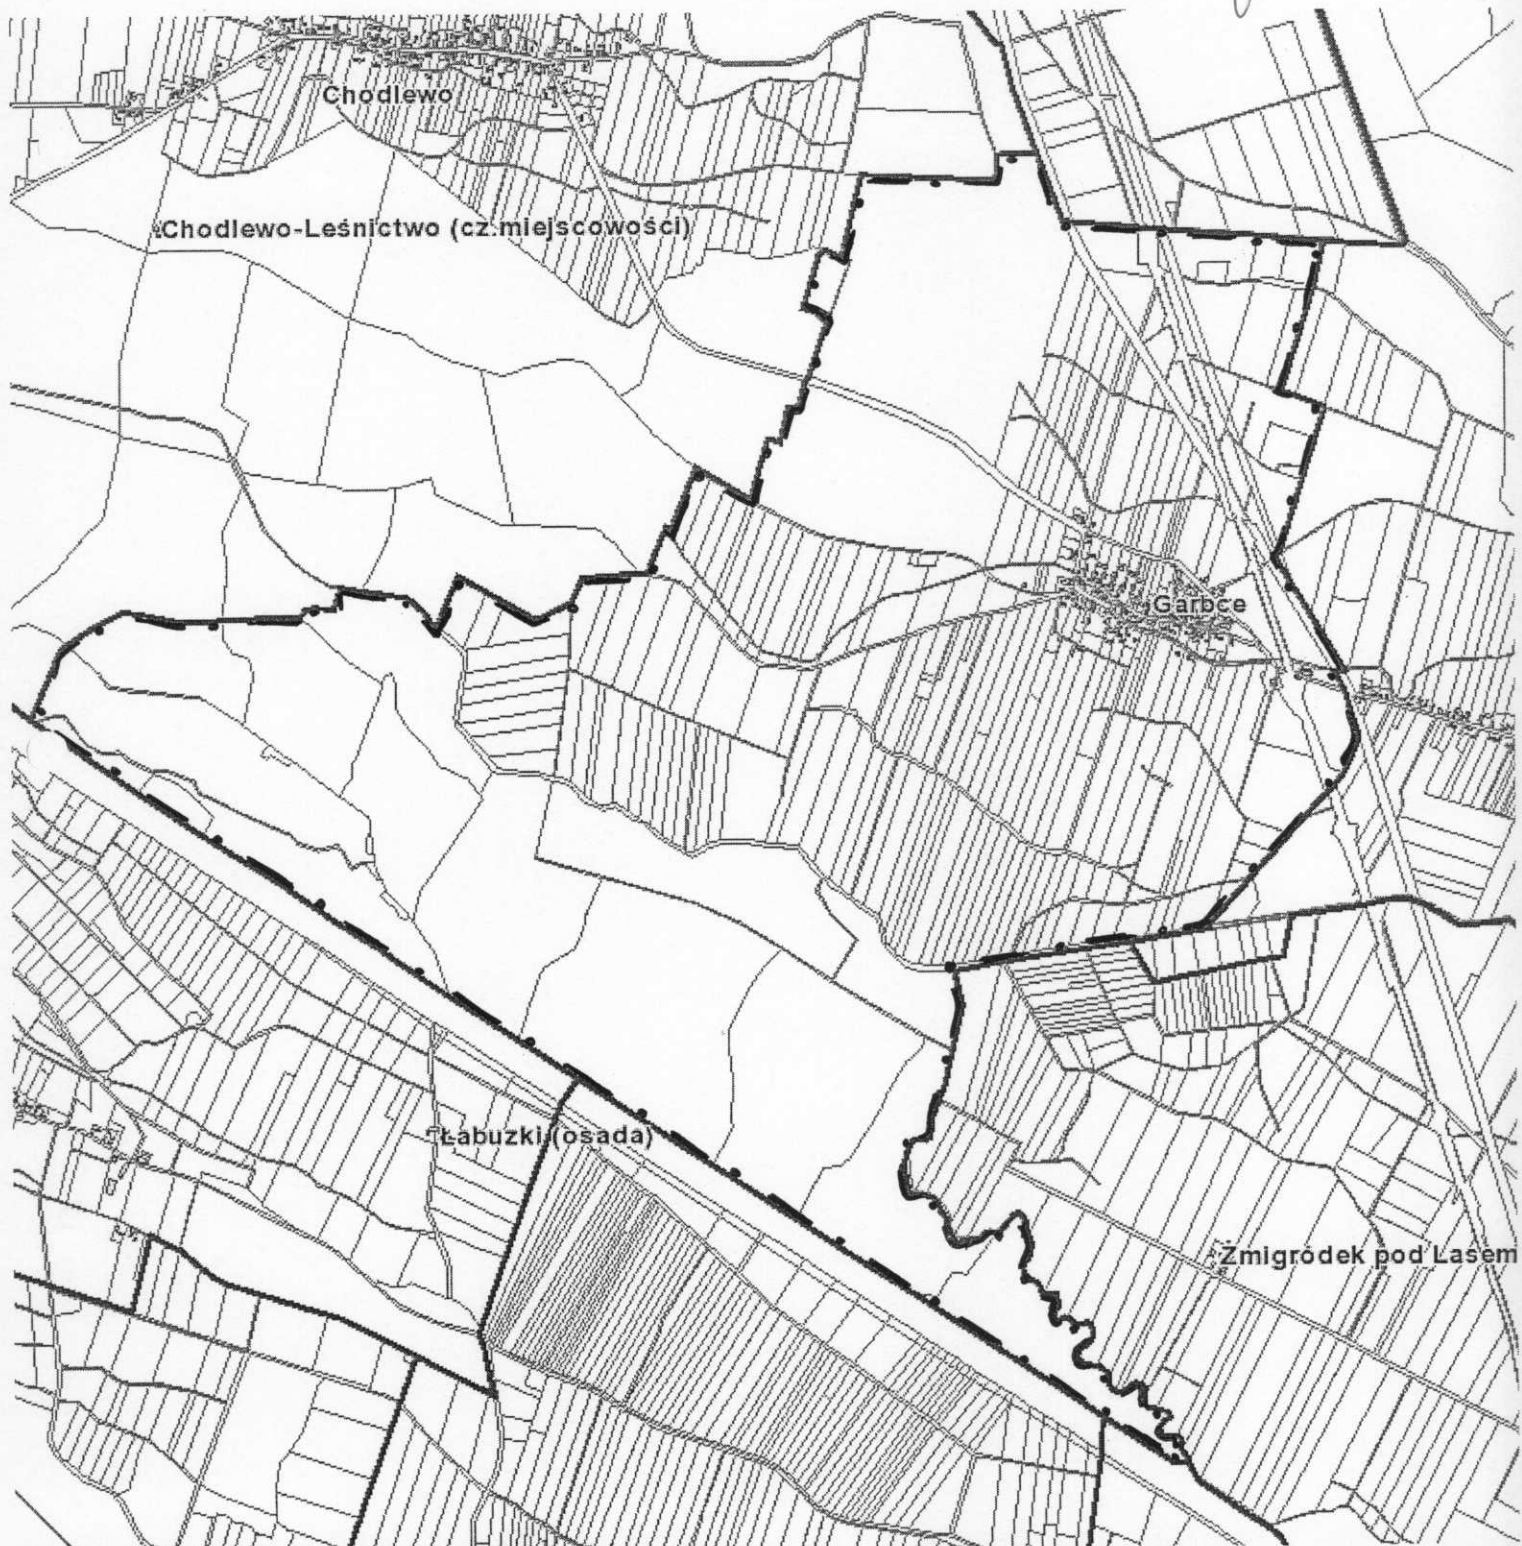 Chodlewo
Chodlewo-Leśnictwo (cz.miejscowości)
Garbce
Łabuzki (osada)
Żmigródek pod Lasem